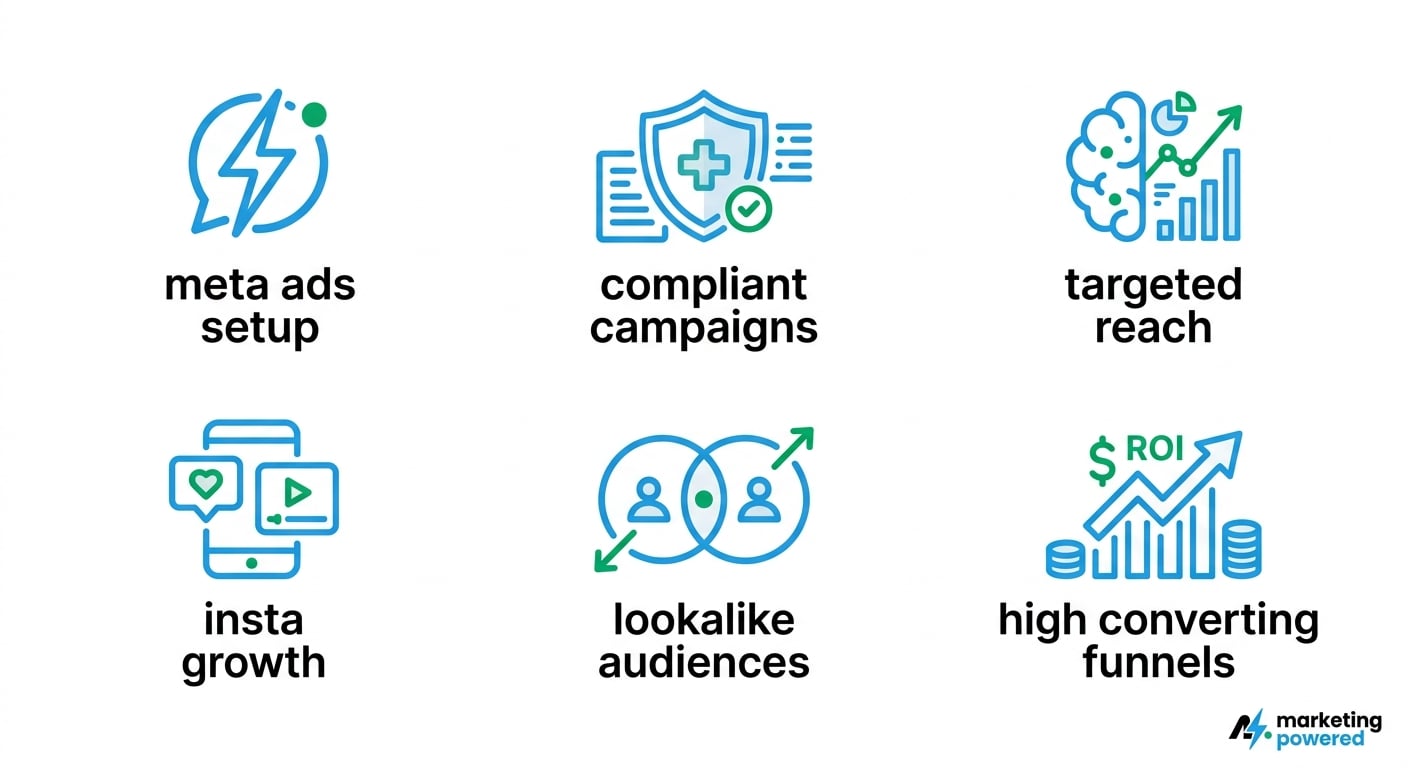 meta ads
setup
compliant
campaigns
targeted
reach
$ ROI
insta
growth
lookalike
audiences
high converting
funnels
marketing
powered